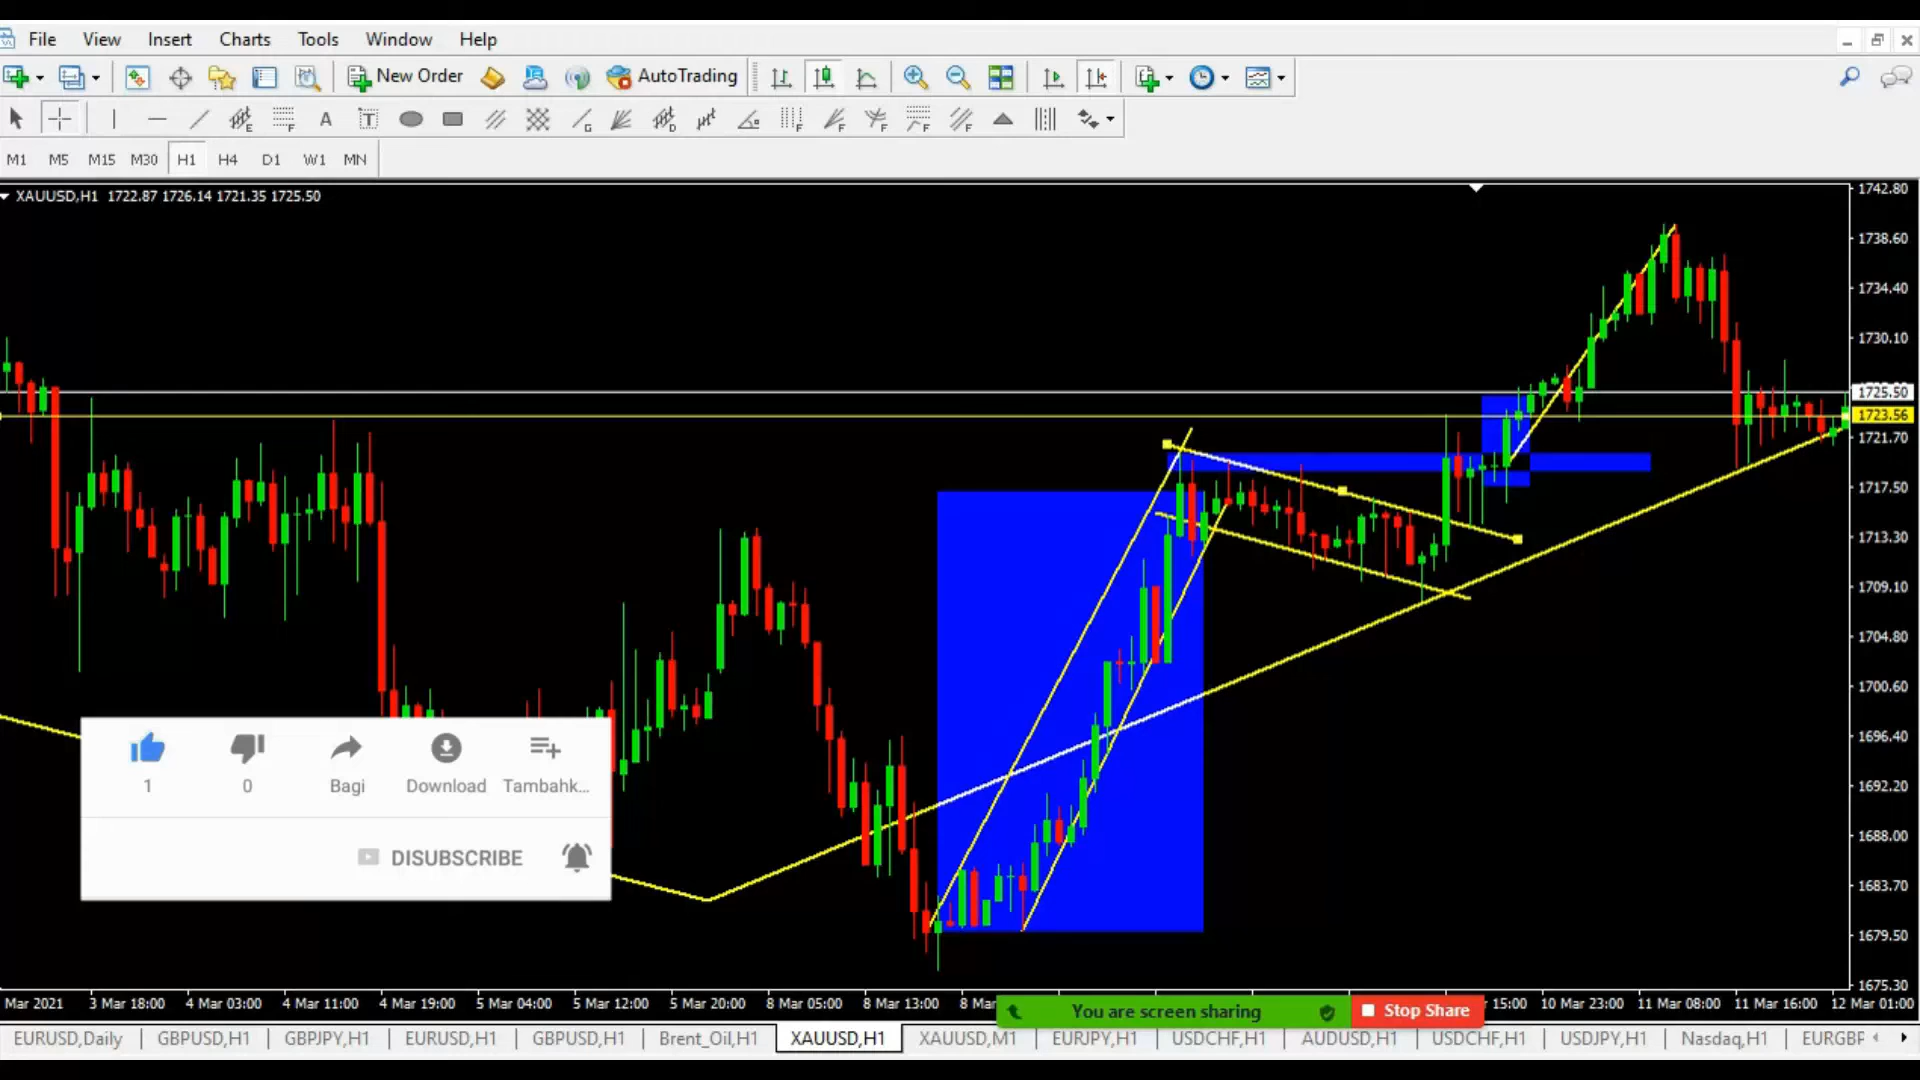 File View Insert Charts Tools Window Help
New Order AutoTrading
E F A T G D F F F F F
M1 M5 M15 M30 H1 H4 D1 W1 MN
XAUUSD,H1 1722.87 1726.14 1721.35 1725.50
1742.80
1738.60
1734.40
1730.10
1725.50
1723.56
1721.70
1717.50
1713.30
1709.10
1704.80
1700.60
1696.40
1692.20
1688.00
1683.70
1679.50
1675.30
1 0 Bagi Download Tambahk...
DISUBSCRIBE
Mar 2021 3 Mar 18:00 4 Mar 03:00 4 Mar 11:00 4 Mar 19:00 5 Mar 04:00 5 Mar 12:00 5 Mar 20:00 8 Mar 05:00 8 Mar 13:00 8 Mar 15:00 10 Mar 23:00 11 Mar 08:00 11 Mar 16:00 12 Mar 01:00
You are screen sharing Stop Share
EURUSD,Daily GBPUSD,H1 GBPJPY,H1 EURUSD,H1 GBPUSD,H1 Brent_Oil,H1 XAUUSD,H1 XAUUSD,M1 EURJPY,H1 USDCHF,H1 AUDUSD,H1 USDCHF,H1 USDJPY,H1 Nasdaq,H1 EURGBP